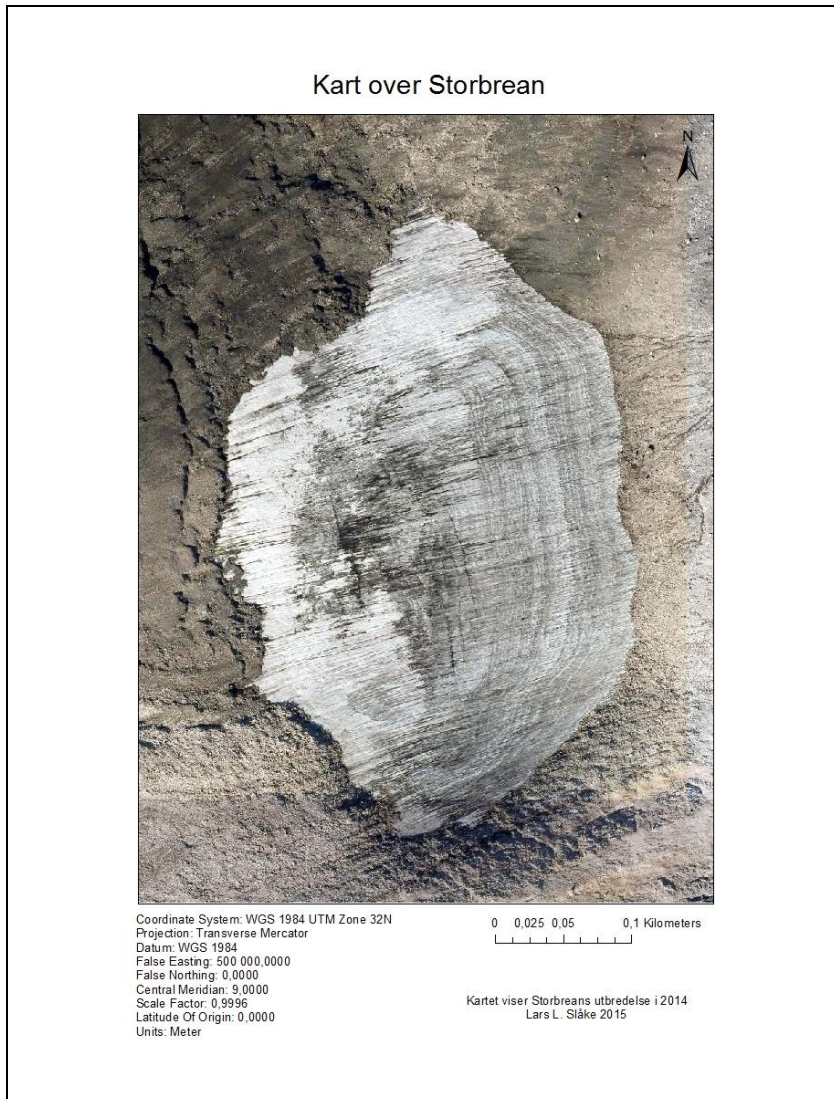 Kart over Storbrean
N
Coordinate System: WGS 1984 UTM Zone 32N
Projection: Transverse Mercator
Datum: WGS 1984
False Easting: 500 000,0000
False Northing: 0,0000
Central Meridian: 9,0000
Scale Factor: 0,9996
Latitude Of Origin: 0,0000
Units: Meter
0 0,025 0,05 0,1 Kilometers
Kartet viser Storbreans utbredelse i 2014
Lars L. Slåke 2015